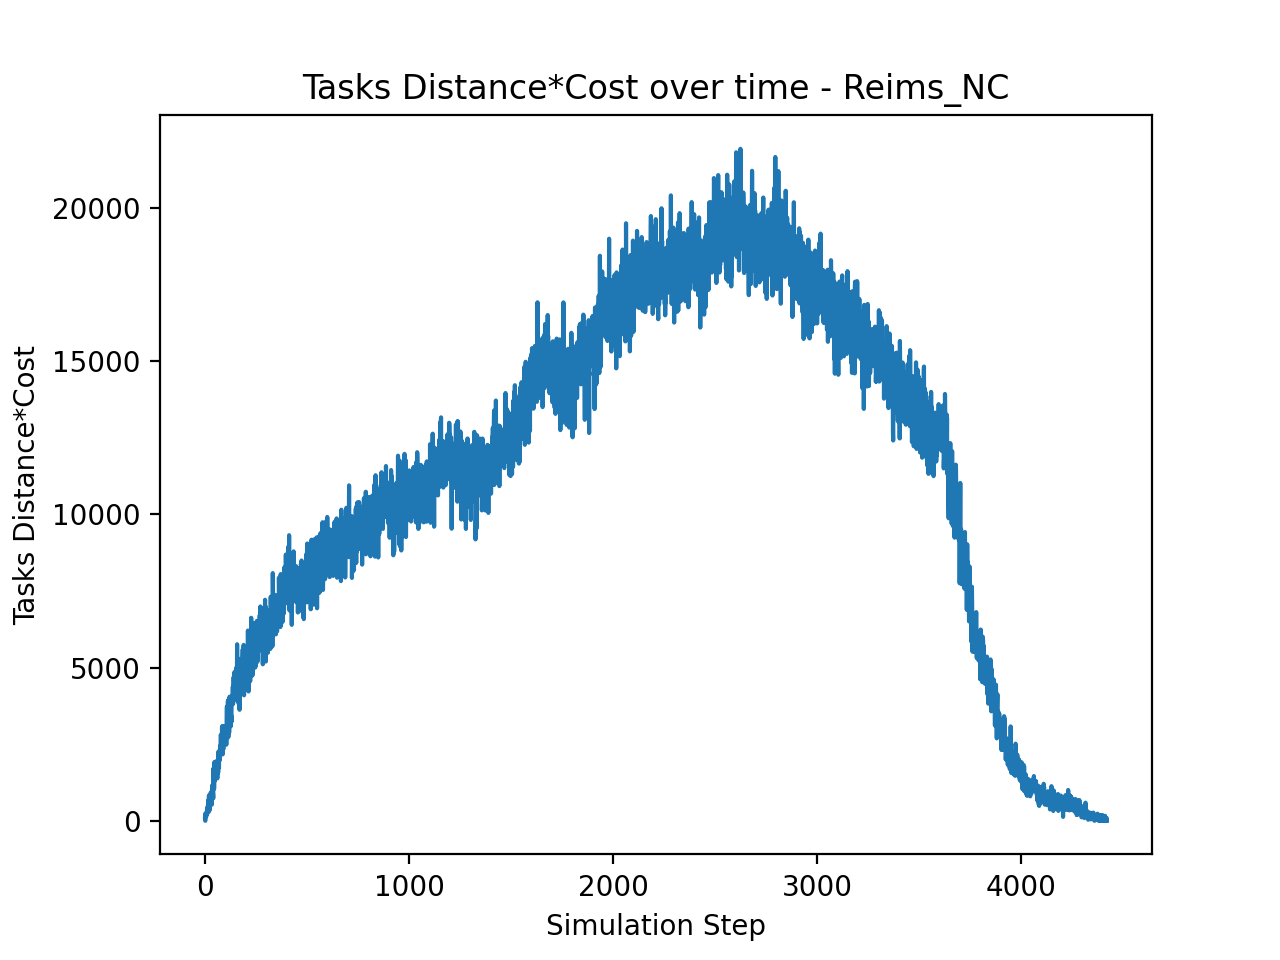 Tasks Distance*Cost over time - Reims_NC
Tasks Distance*Cost
20000
15000
10000
5000
0
0 1000 2000 3000 4000
Simulation Step